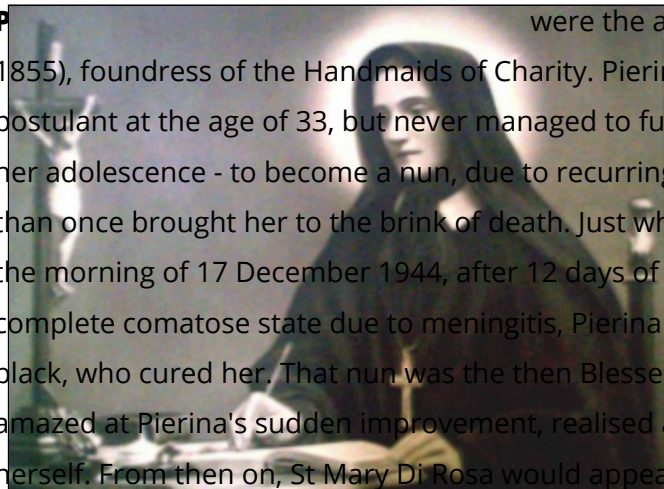 P were the a
1855), foundress of the Handmaids of Charity. Pierin
postulant at the age of 33, but never managed to fu
her adolescence - to become a nun, due to recurring
than once brought her to the brink of death. Just wh
the morning of 17 December 1944, after 12 days of
complete comatose state due to meningitis, Pierina
black, who cured her. That nun was the then Blesse
amazed at Pierina's sudden improvement, realised a
herself. From then on, St Mary Di Rosa would appea